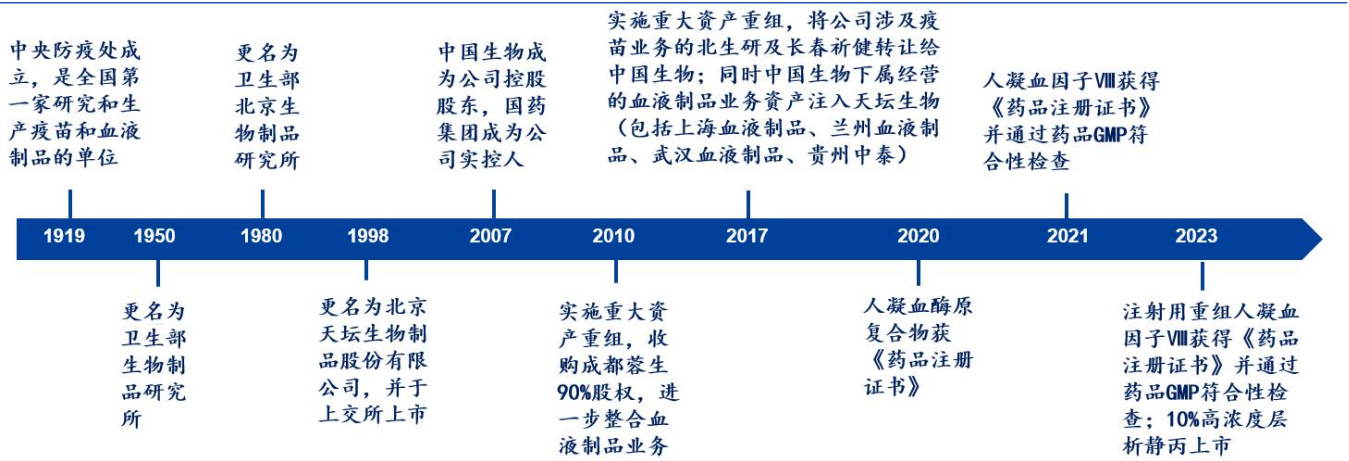 中央防疫处成
立，是全国第
一家研究和生
产疫苗和血液
制品的单位
更名为
卫生部
北京生
物制品
研究所
中国生物成
为公司控股
股东，国药
集团成为公
司实控人
实施重大资产重组，将公司涉及疫
苗业务的北生研及长春祈健转让给
中国生物；同时中国生物下属经营
的血液制品业务资产注入天坛生物
（包括上海血液制品、兰州血液制
品、武汉血液制品、贵州中泰）
人凝血因子Ⅷ获得
《药品注册证书》
并通过药品GMP符
合性检查
1919 1950 1980 1998 2007 2010 2017 2020 2021 2023
更名为
卫生部
生物制
品研究
所
更名为北京
天坛生物制
品股份有限
公司，并于
上交所上市
实施重大资
产重组，收
购成都蓉生
90%股权，进
一步整合血
液制品业务
人凝血酶原
复合物获
《药品注册
证书》
注射用重组人凝血
因子Ⅷ获得《药品
注册证书》并通过
药品GMP符合性检
查；10%高浓度层
析静丙上市